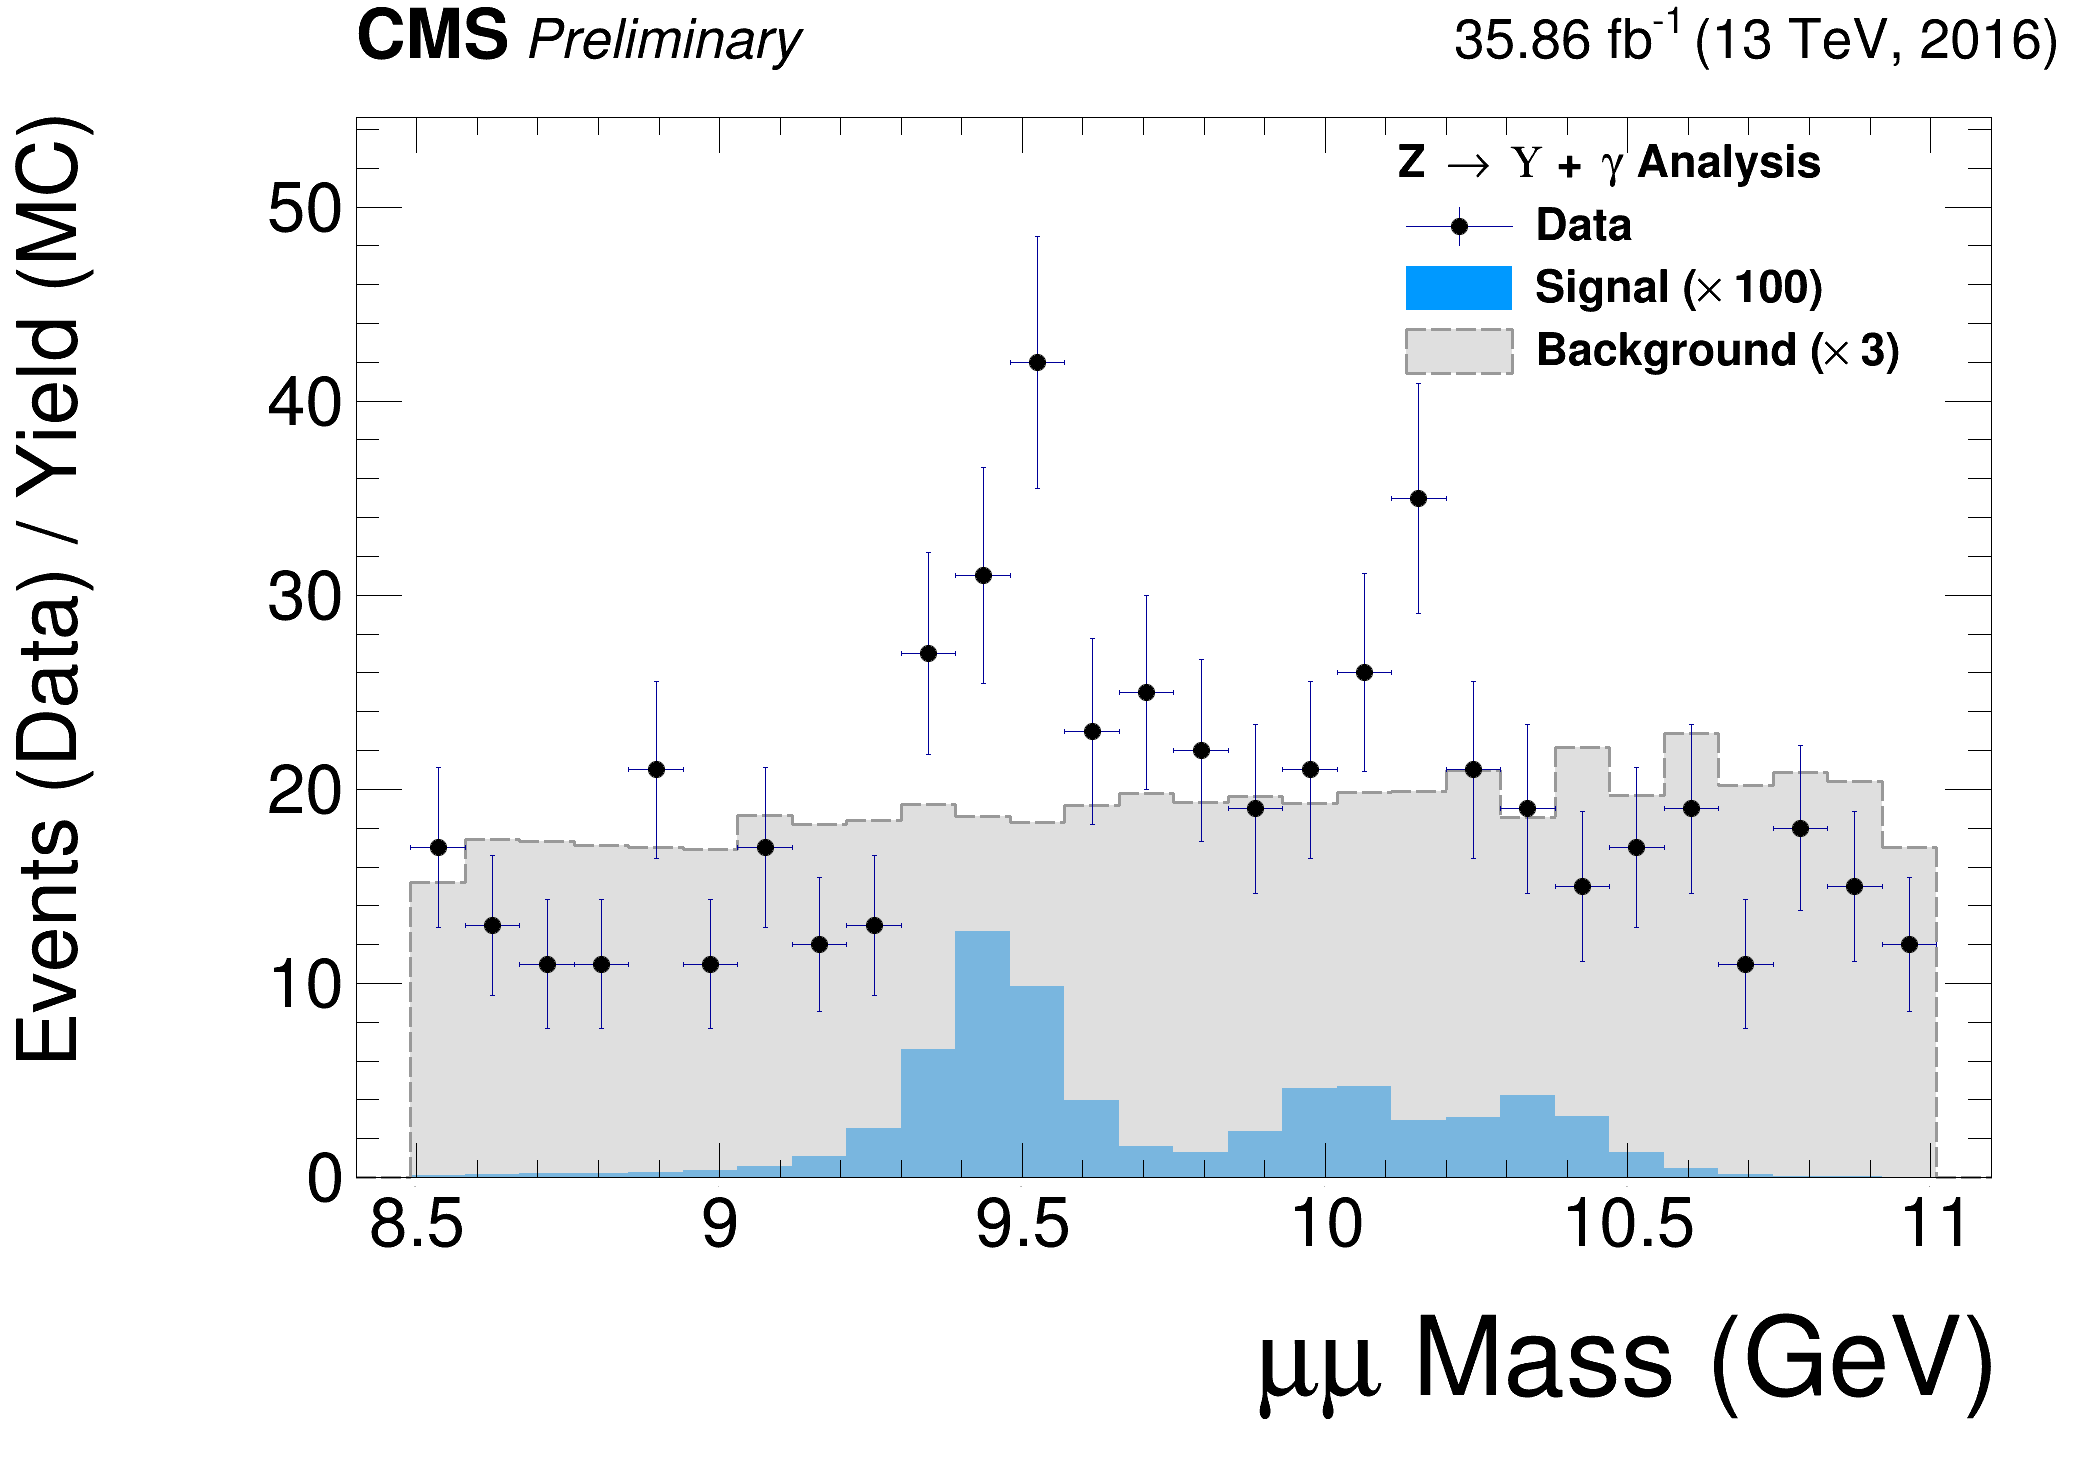 CMS Preliminary 35.86 fb⁻¹ (13 TeV, 2016)
Events (Data) / Yield (MC)
Z → Υ + γ Analysis
Data
Signal (× 100)
Background (× 3)
50
40
30
20
10
0
8.5 9 9.5 10 10.5 11
μμ Mass (GeV)